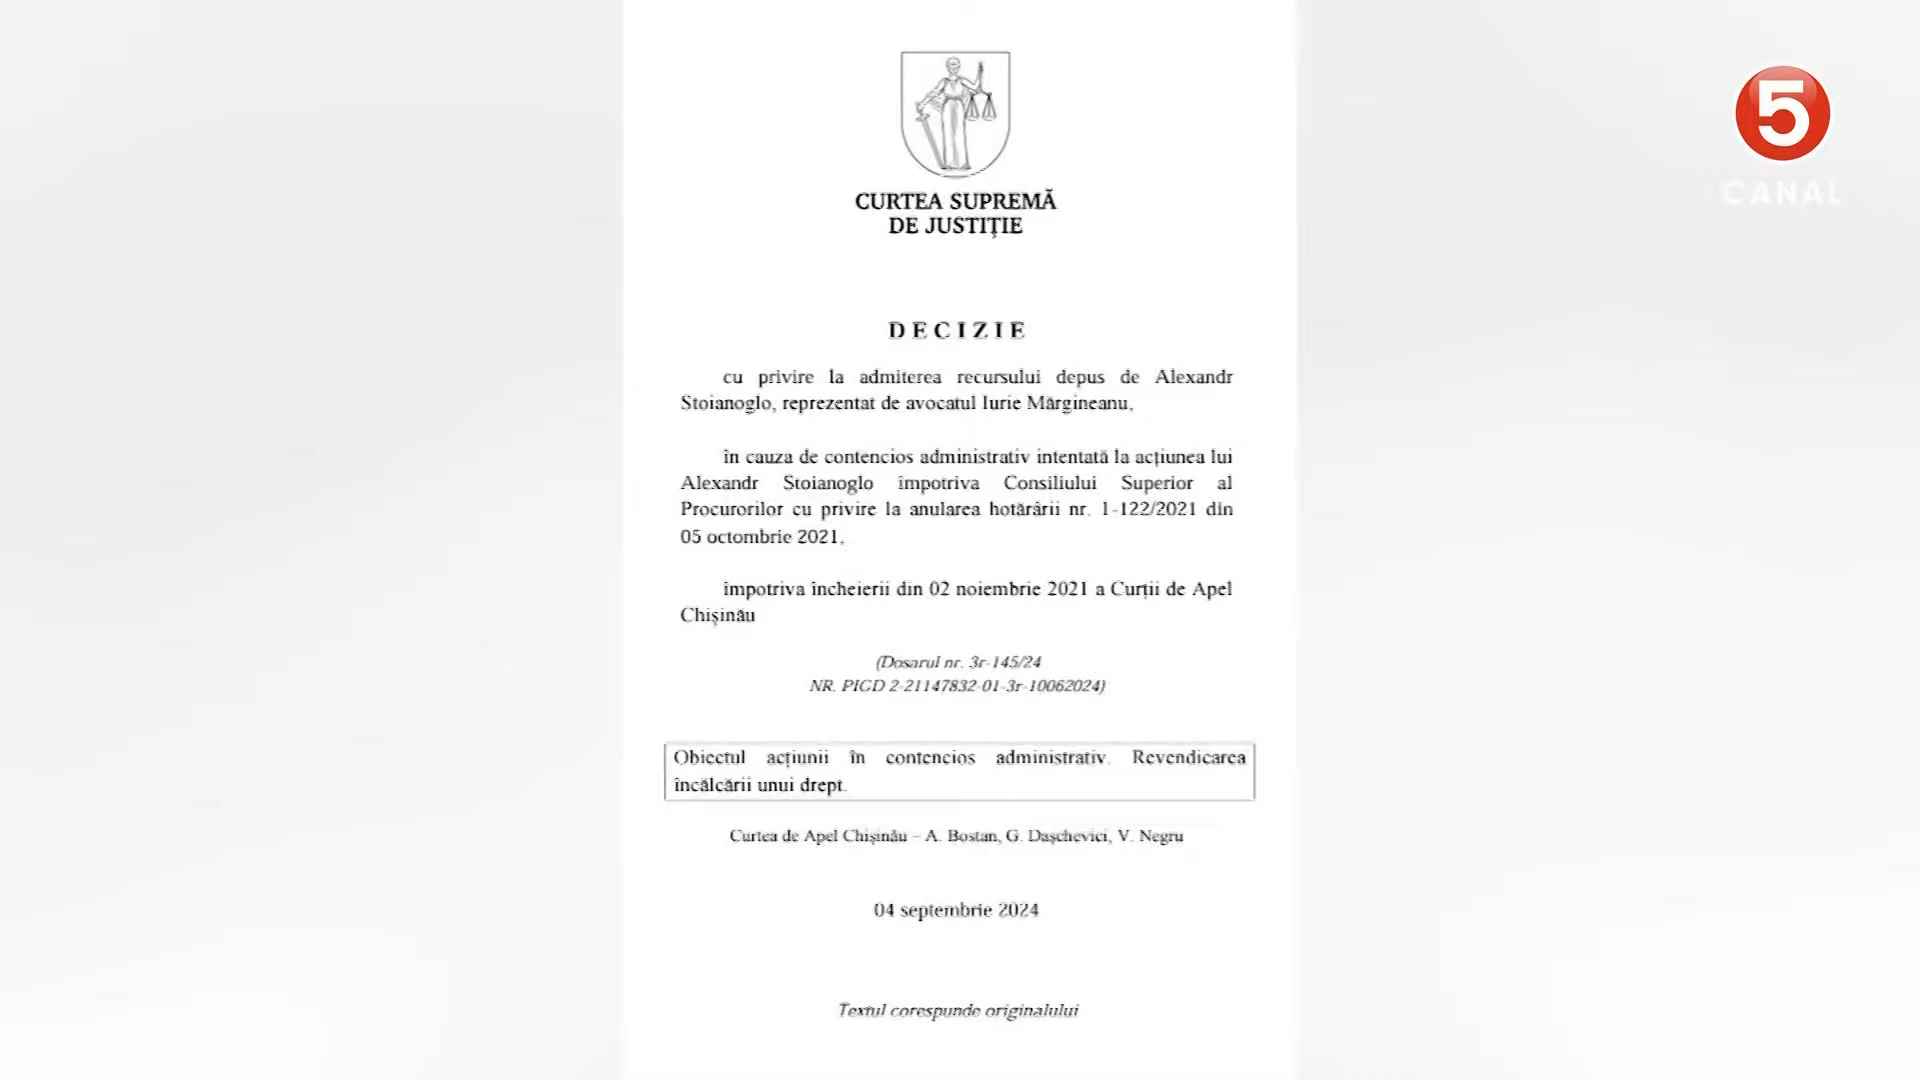 5
CANAL
CURTEA SUPREMĂ
DE JUSTIȚIE
DECIZIE
cu privire la admiterea recursului depus de Alexandr
Stoianoglo, reprezentat de avocatul Iurie Mărgineanu,
în cauza de contencios administrativ intentată la acțiunea lui
Alexandr Stoianoglo împotriva Consiliului Superior al
Procurorilor cu privire la anularea hotărârii nr. 1-122/2021 din
05 octombrie 2021,
împotriva încheierii din 02 noiembrie 2021 a Curții de Apel
Chișinău
(Dosarul nr. 3r-145/24
NR. PIGD 2-21147832-01-3r-10062024)
Obiectul acțiunii în contencios administrativ. Revendicarea
încălcării unui drept.
Curtea de Apel Chișinău – A. Bostan, G. Dașchevici, V. Negru
04 septembrie 2024
Textul corespunde originalului